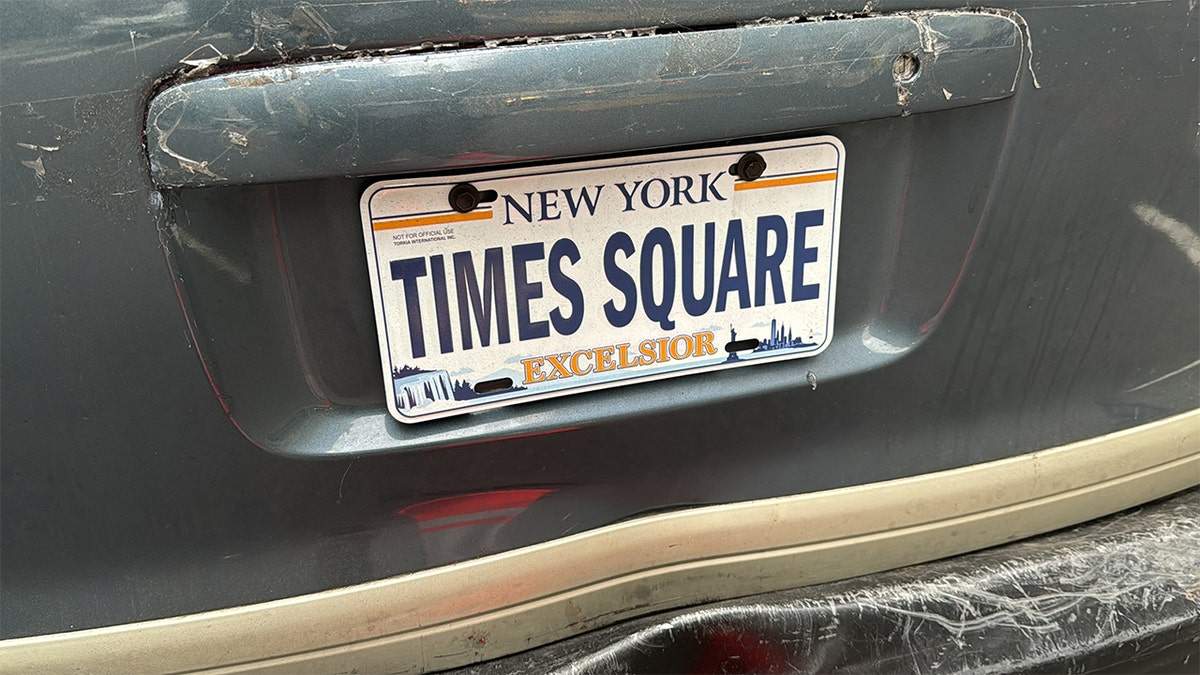 NEW YORK
NOT FOR OFFICIAL USE
TORKIA INTERNATIONAL INC.
TIMES SQUARE
EXCELSIOR